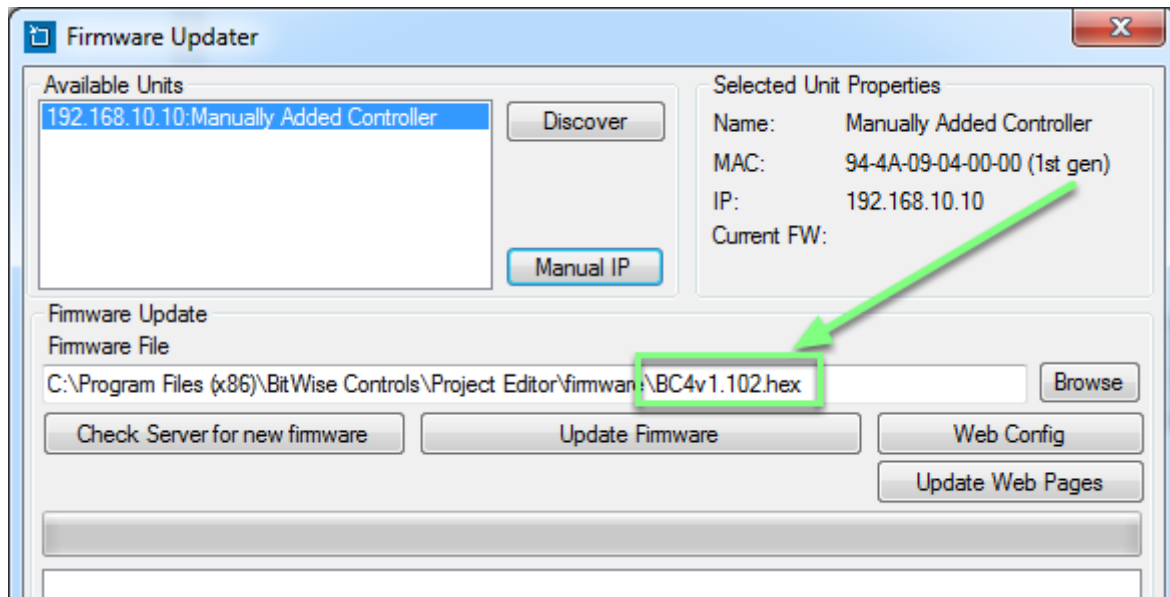 Firmware Updater
Available Units
192.168.10.10:Manually Added Controller
Discover
Manual IP
Selected Unit Properties
Name: Manually Added Controller
MAC: 94-4A-09-04-00-00 (1st gen)
IP: 192.168.10.10
Current FW:
Firmware Update
Firmware File
C:\Program Files (x86)\BitWise Controls\Project Editor\firmware\BC4v1.102.hex
Browse
Check Server for new firmware
Update Firmware
Web Config
Update Web Pages